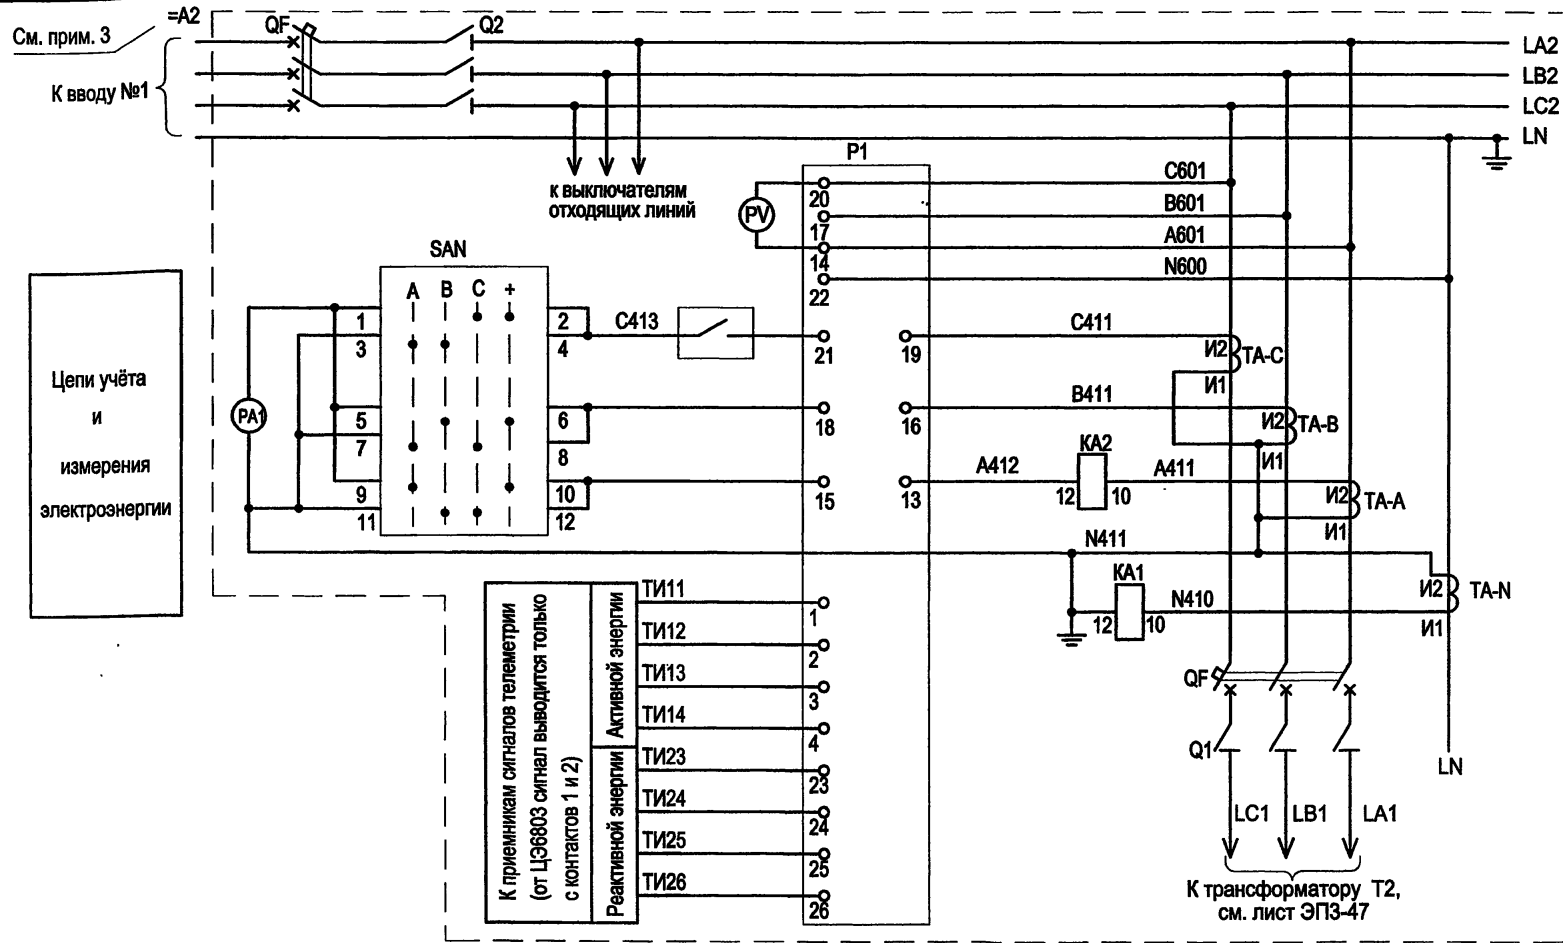 =A2
См. прим. 3
К вводу №1
QF
Q2
LA2
LB2
LC2
LN
к выключателям
отходящих линий
P1
PV
20
17
14
22
C601
B601
A601
N600
Цепи учёта
и
измерения
электроэнергии
SAN
A B C +
1
3
5
7
9
11
2
4
6
8
10
12
PA1
C413
21
19
C411
И2
TA-C
И1
18
16
B411
И2
TA-B
И1
15
13
A412
KA2
12
10
A411
И2
TA-A
И1
N411
KA1
12
10
N410
И2
TA-N
И1
К приемникам сигналов телеметрии
(от ЦЭ6803 сигнал выводится только
с контактов 1 и 2)
Активной энергии
Реактивной энергии
ТИ11
ТИ12
ТИ13
ТИ14
ТИ23
ТИ24
ТИ25
ТИ26
1
2
3
4
23
24
25
26
QF
Q1
LN
LC1
LB1
LA1
К трансформатору Т2,
см. лист ЭП3-47